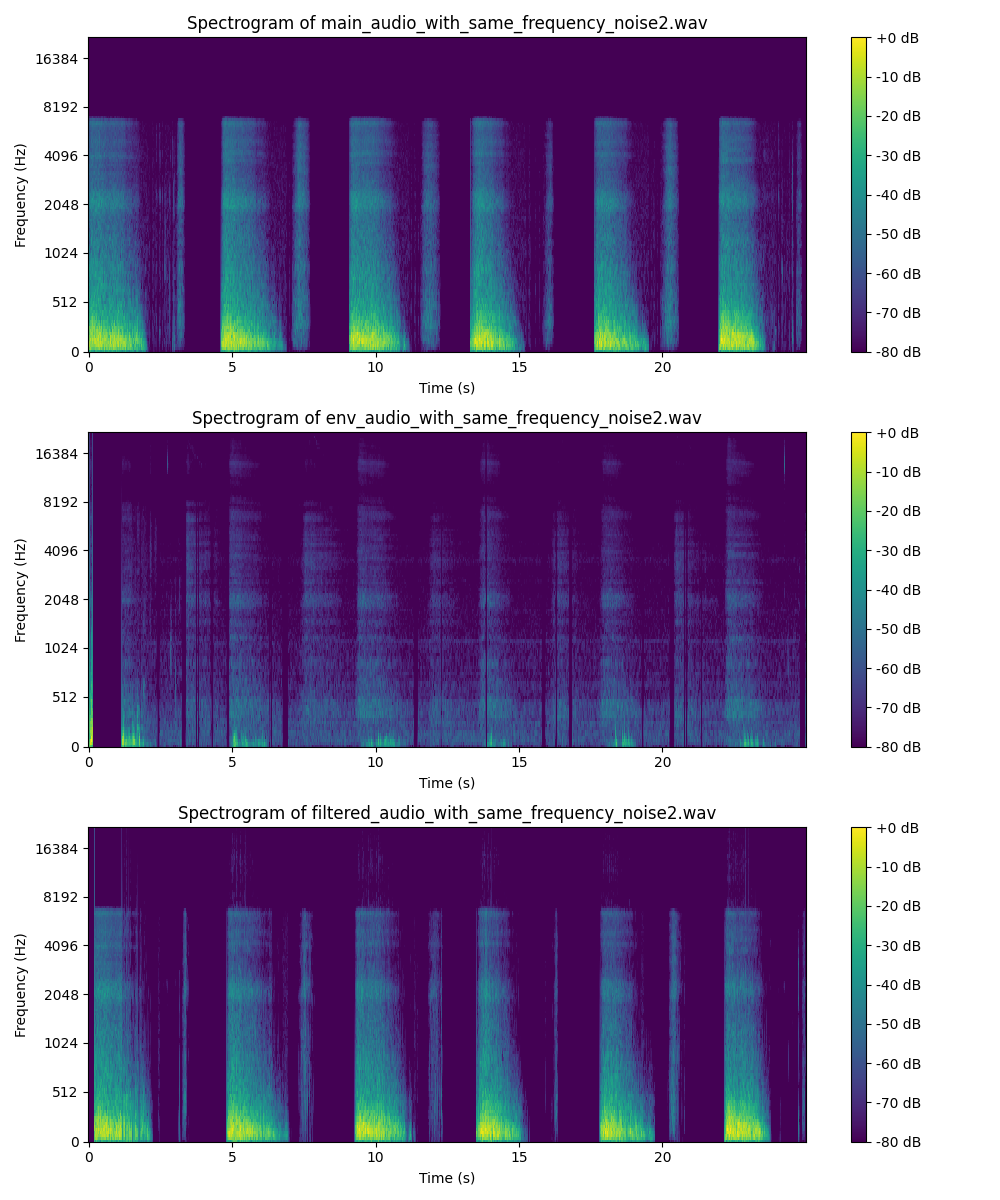 Spectrogram of main_audio_with_same_frequency_noise2.wav
Frequency (Hz)
16384
8192
4096
2048
1024
512
0
0 5 10 15 20
Time (s)
+0 dB
-10 dB
-20 dB
-30 dB
-40 dB
-50 dB
-60 dB
-70 dB
-80 dB
Spectrogram of env_audio_with_same_frequency_noise2.wav
Frequency (Hz)
16384
8192
4096
2048
1024
512
0
0 5 10 15 20
Time (s)
+0 dB
-10 dB
-20 dB
-30 dB
-40 dB
-50 dB
-60 dB
-70 dB
-80 dB
Spectrogram of filtered_audio_with_same_frequency_noise2.wav
Frequency (Hz)
16384
8192
4096
2048
1024
512
0
0 5 10 15 20
Time (s)
+0 dB
-10 dB
-20 dB
-30 dB
-40 dB
-50 dB
-60 dB
-70 dB
-80 dB